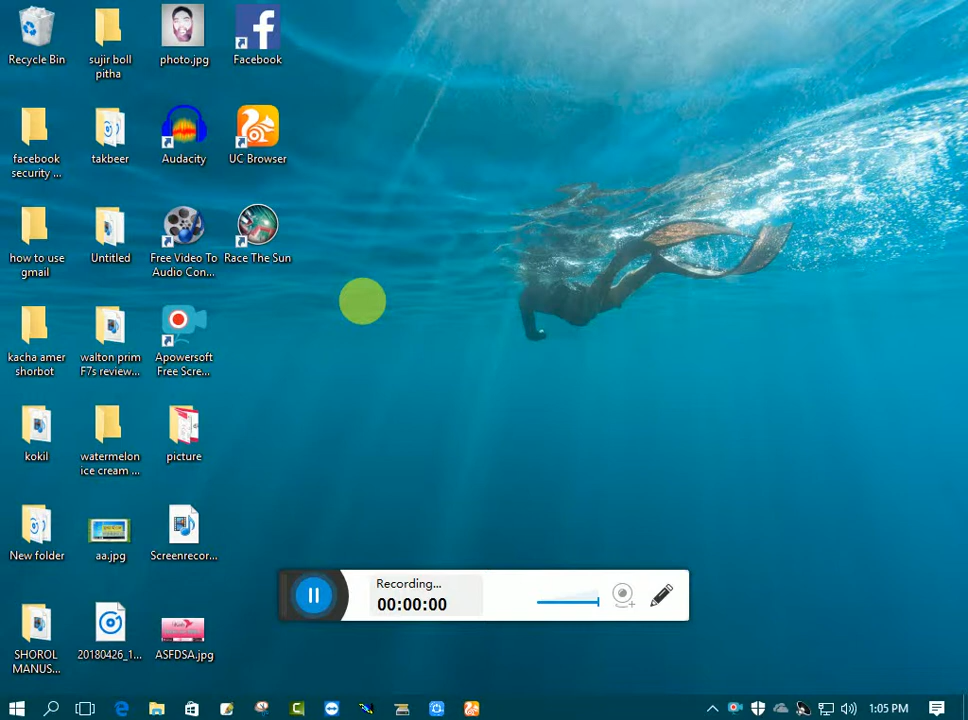 Recycle Bin
sujir boll
pitha
photo.jpg
Facebook
facebook
security ...
takbeer
Audacity
UC Browser
how to use
gmail
Untitled
Free Video To
Audio Con...
Race The Sun
kacha amer
shorbot
walton prim
F7s review...
Apowersoft
Free Scre...
kokil
watermelon
ice cream ...
picture
New folder
aa.jpg
Screenrecor...
Recording...
00:00:00
SHOROL
MANUS...
20180426_1...
ASFDSA.jpg
1:05 PM